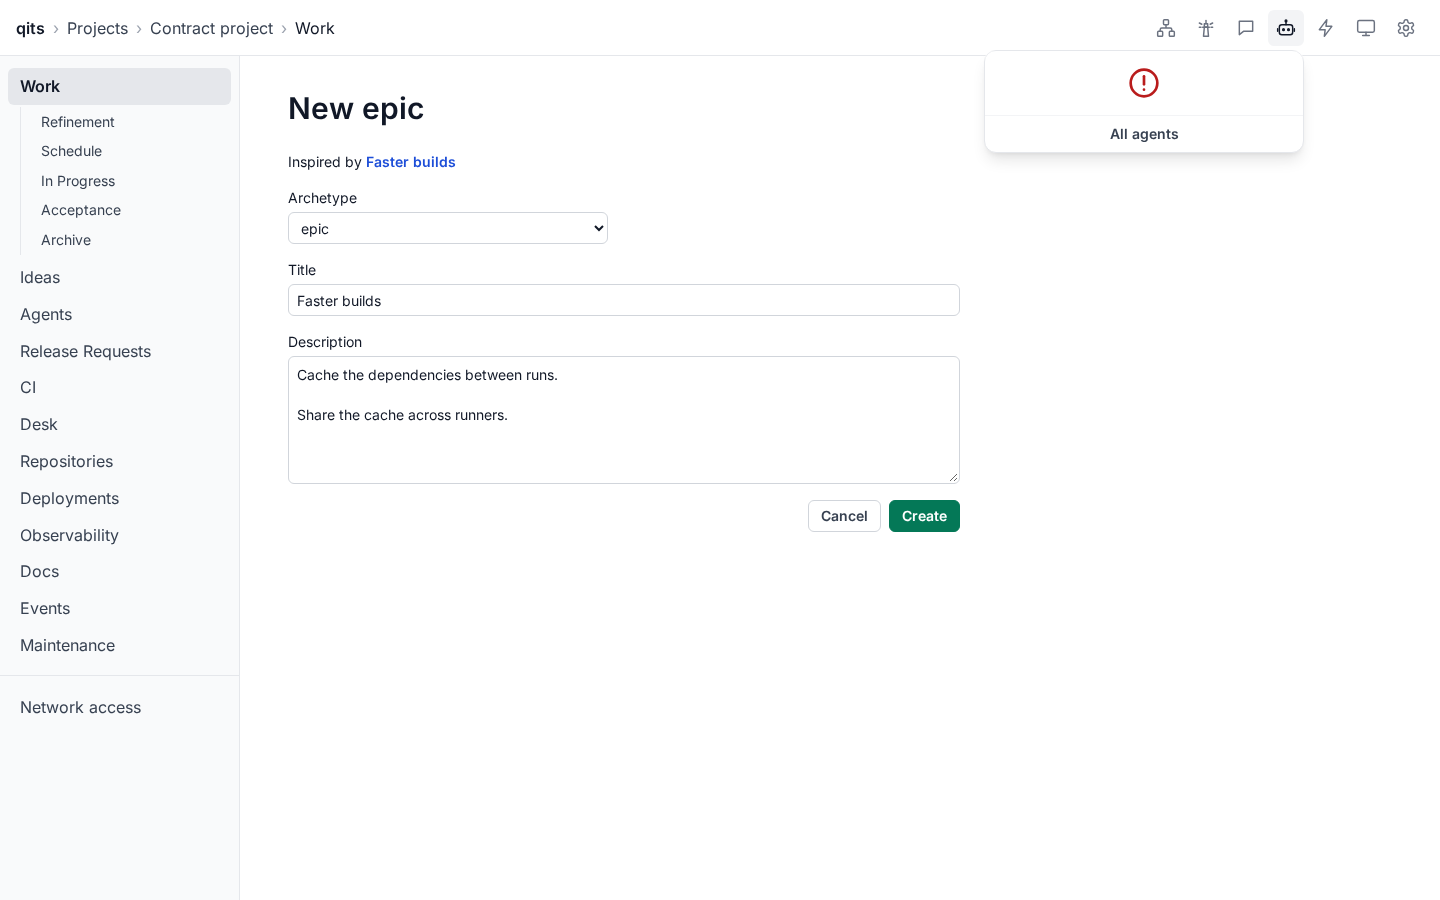 qits › Projects › Contract project › Work
All agents
Work
Refinement
Schedule
In Progress
Acceptance
Archive
Ideas
Agents
Release Requests
CI
Desk
Repositories
Deployments
Observability
Docs
Events
Maintenance
Network access
New epic
Inspired by Faster builds
Archetype
epic
Title
Faster builds
Description
Cache the dependencies between runs.
Share the cache across runners.
Cancel
Create